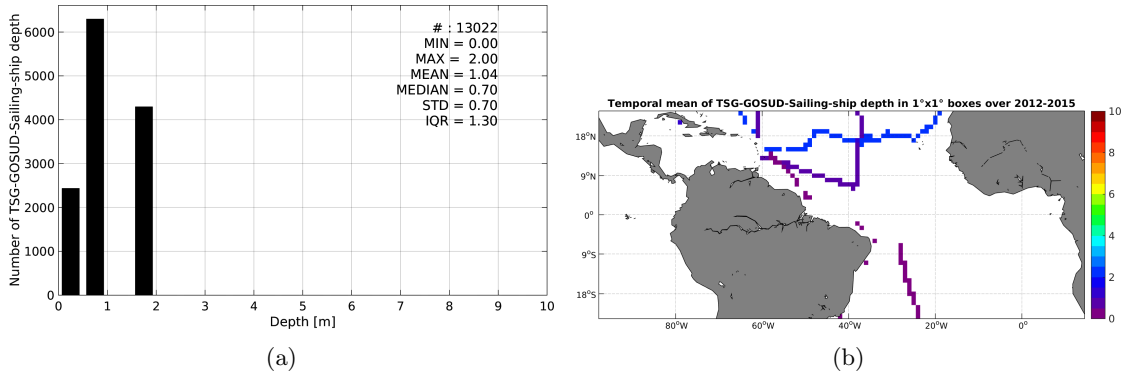 6000
5000
4000
3000
2000
1000
0
Number of TSG-GOSUD-Sailing-ship depth
# : 13022
MIN = 0.00
MAX = 2.00
MEAN = 1.04
MEDIAN = 0.70
STD = 0.70
IQR = 1.30
0 1 2 3 4 5 6 7 8 9 10
Depth [m]
(a)
Temporal mean of TSG-GOSUD-Sailing-ship depth in 1°x1° boxes over 2012-2015
18°N
9°N
0°
9°S
18°S
80°W 60°W 40°W 20°W 0°
10
8
6
4
2
0
(b)